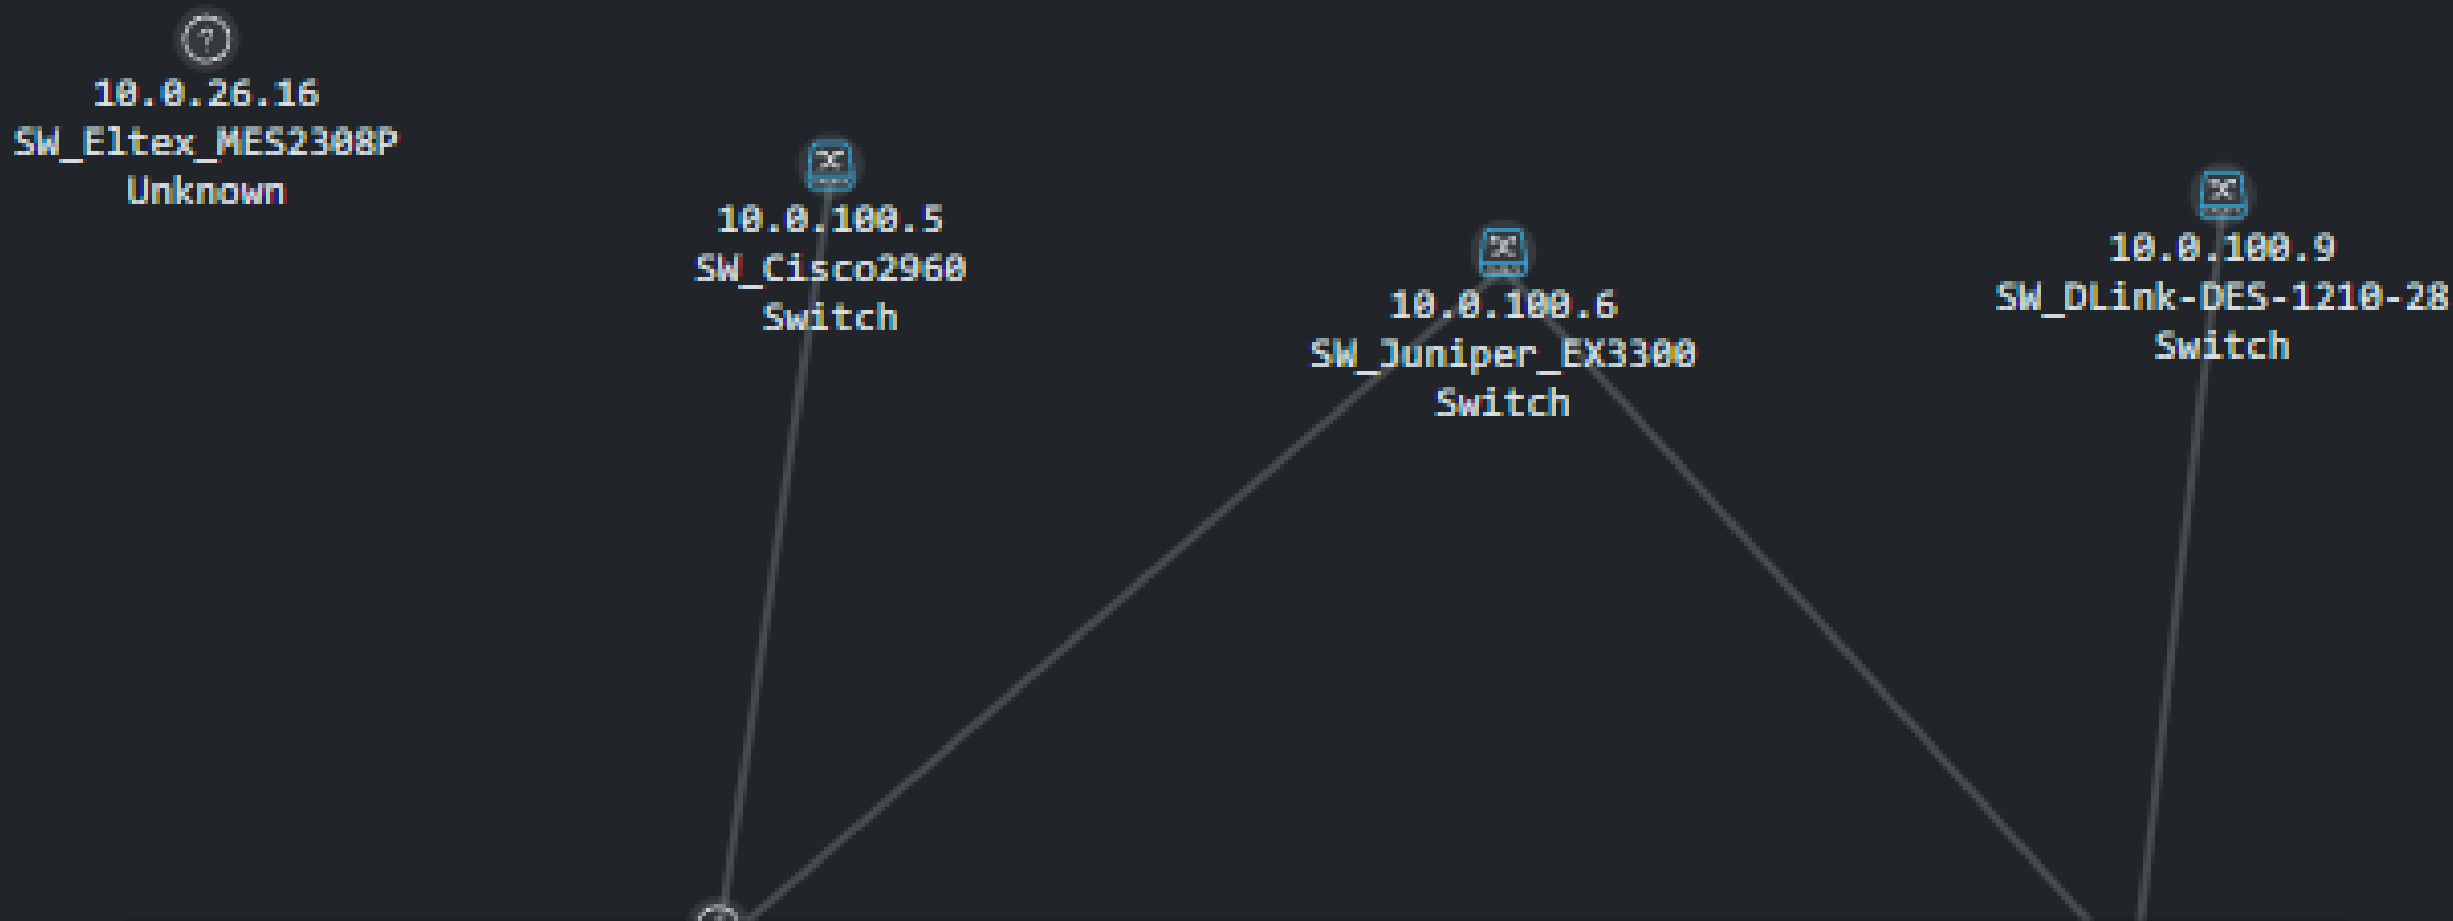 ?
10.0.26.16
SW_Eltex_MES2308P
Unknown
10.0.100.5
SW_Cisco2960
Switch
10.0.100.6
SW_Juniper_EX3300
Switch
10.0.100.9
SW_DLink-DES-1210-28
Switch